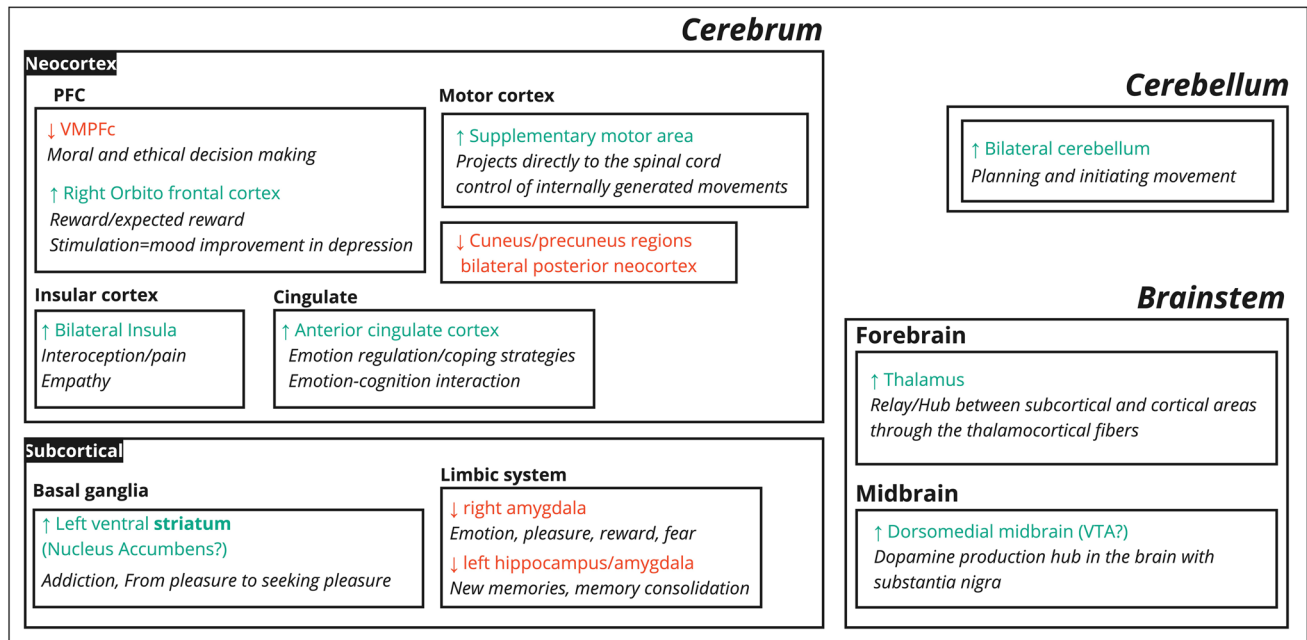 Cerebrum
Neocortex
PFC
↓ VMPFc
Moral and ethical decision making
↑ Right Orbito frontal cortex
Reward/expected reward
Stimulation=mood improvement in depression
Motor cortex
↑ Supplementary motor area
Projects directly to the spinal cord
control of internally generated movements
↓ Cuneus/precuneus regions
bilateral posterior neocortex
Insular cortex
↑ Bilateral Insula
Interoception/pain
Empathy
Cingulate
↑ Anterior cingulate cortex
Emotion regulation/coping strategies
Emotion-cognition interaction
Subcortical
Basal ganglia
↑ Left ventral striatum
(Nucleus Accumbens?)
Addiction, From pleasure to seeking pleasure
Limbic system
↓ right amygdala
Emotion, pleasure, reward, fear
↓ left hippocampus/amygdala
New memories, memory consolidation
Cerebellum
↑ Bilateral cerebellum
Planning and initiating movement
Brainstem
Forebrain
↑ Thalamus
Relay/Hub between subcortical and cortical areas
through the thalamocortical fibers
Midbrain
↑ Dorsomedial midbrain (VTA?)
Dopamine production hub in the brain with
substantia nigra